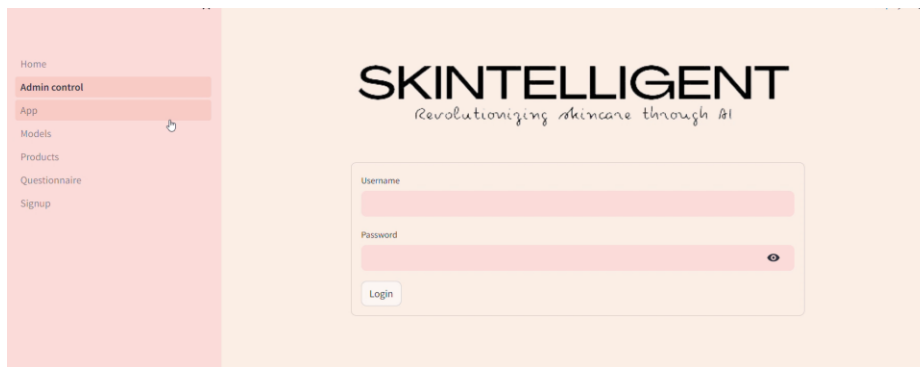 Home
Admin control
App
Models
Products
Questionnaire
Signup
SKINTELLIGENT
Revolutionizing skincare through AI
Username
Password
Login